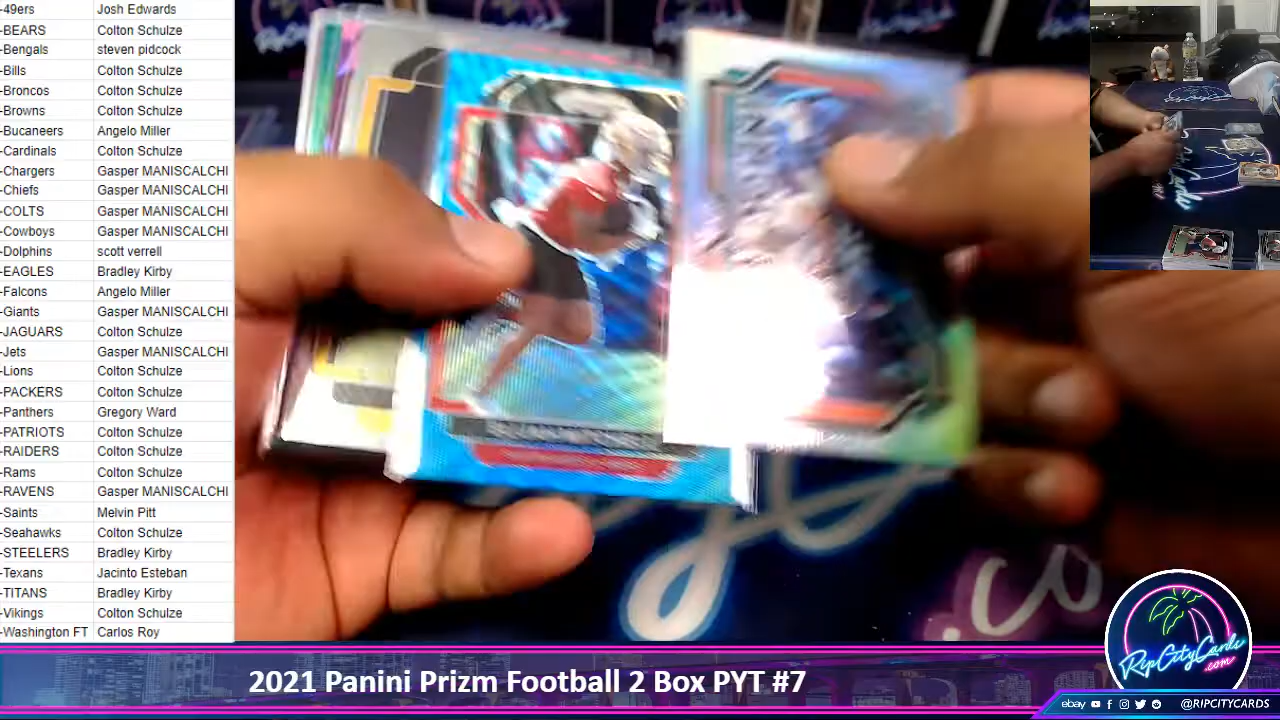 -49ers Josh Edwards
-BEARS Colton Schulze
-Bengals steven pidcock
-Bills Colton Schulze
-Broncos Colton Schulze
-Browns Colton Schulze
-Bucaneers Angelo Miller
-Cardinals Colton Schulze
-Chargers Gasper MANISCALCHI
-Chiefs Gasper MANISCALCHI
-COLTS Gasper MANISCALCHI
-Cowboys Gasper MANISCALCHI
-Dolphins scott verrell
-EAGLES Bradley Kirby
-Falcons Angelo Miller
-Giants Gasper MANISCALCHI
-JAGUARS Colton Schulze
-Jets Gasper MANISCALCHI
-Lions Colton Schulze
-PACKERS Colton Schulze
-Panthers Gregory Ward
-PATRIOTS Colton Schulze
-RAIDERS Colton Schulze
-Rams Colton Schulze
-RAVENS Gasper MANISCALCHI
-Saints Melvin Pitt
-Seahawks Colton Schulze
-STEELERS Bradley Kirby
-Texans Jacinto Esteban
-TITANS Bradley Kirby
-Vikings Colton Schulze
-Washington FT Carlos Roy
.co
RipCityCards
.com
2021 Panini Prizm Football 2 Box PYT #7
ebay @RIPCITYCARDS